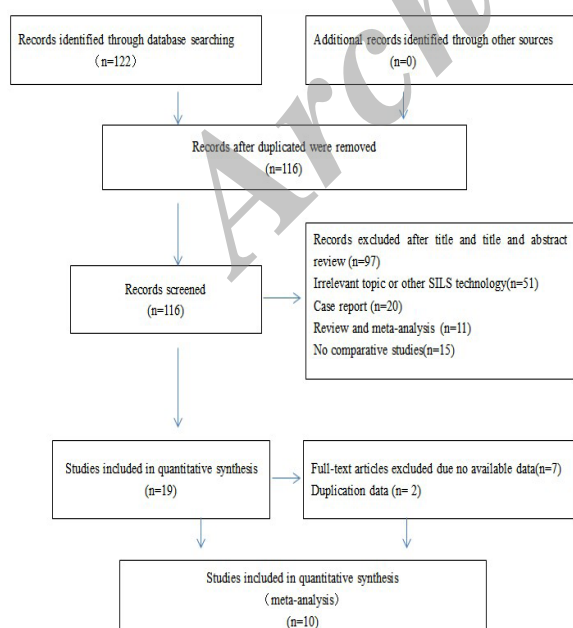 Records identified through database searching
（n=122）
Additional records identified through other sources
(n=0)
Records after duplicated were removed
(n=116)
Records screened
(n=116)
Records excluded after title and title and abstract
review (n=97)
Irrelevant topic or other SILS technology(n=51)
Case report (n=20)
Review and meta-analysis (n=11)
No comparative studies(n=15)
Studies included in quantitative synthesis
(n=19)
Full-text articles excluded due no available data(n=7)
Duplication data (n= 2)
Studies included in quantitative synthesis
（meta-analysis）
(n=10)
Arch